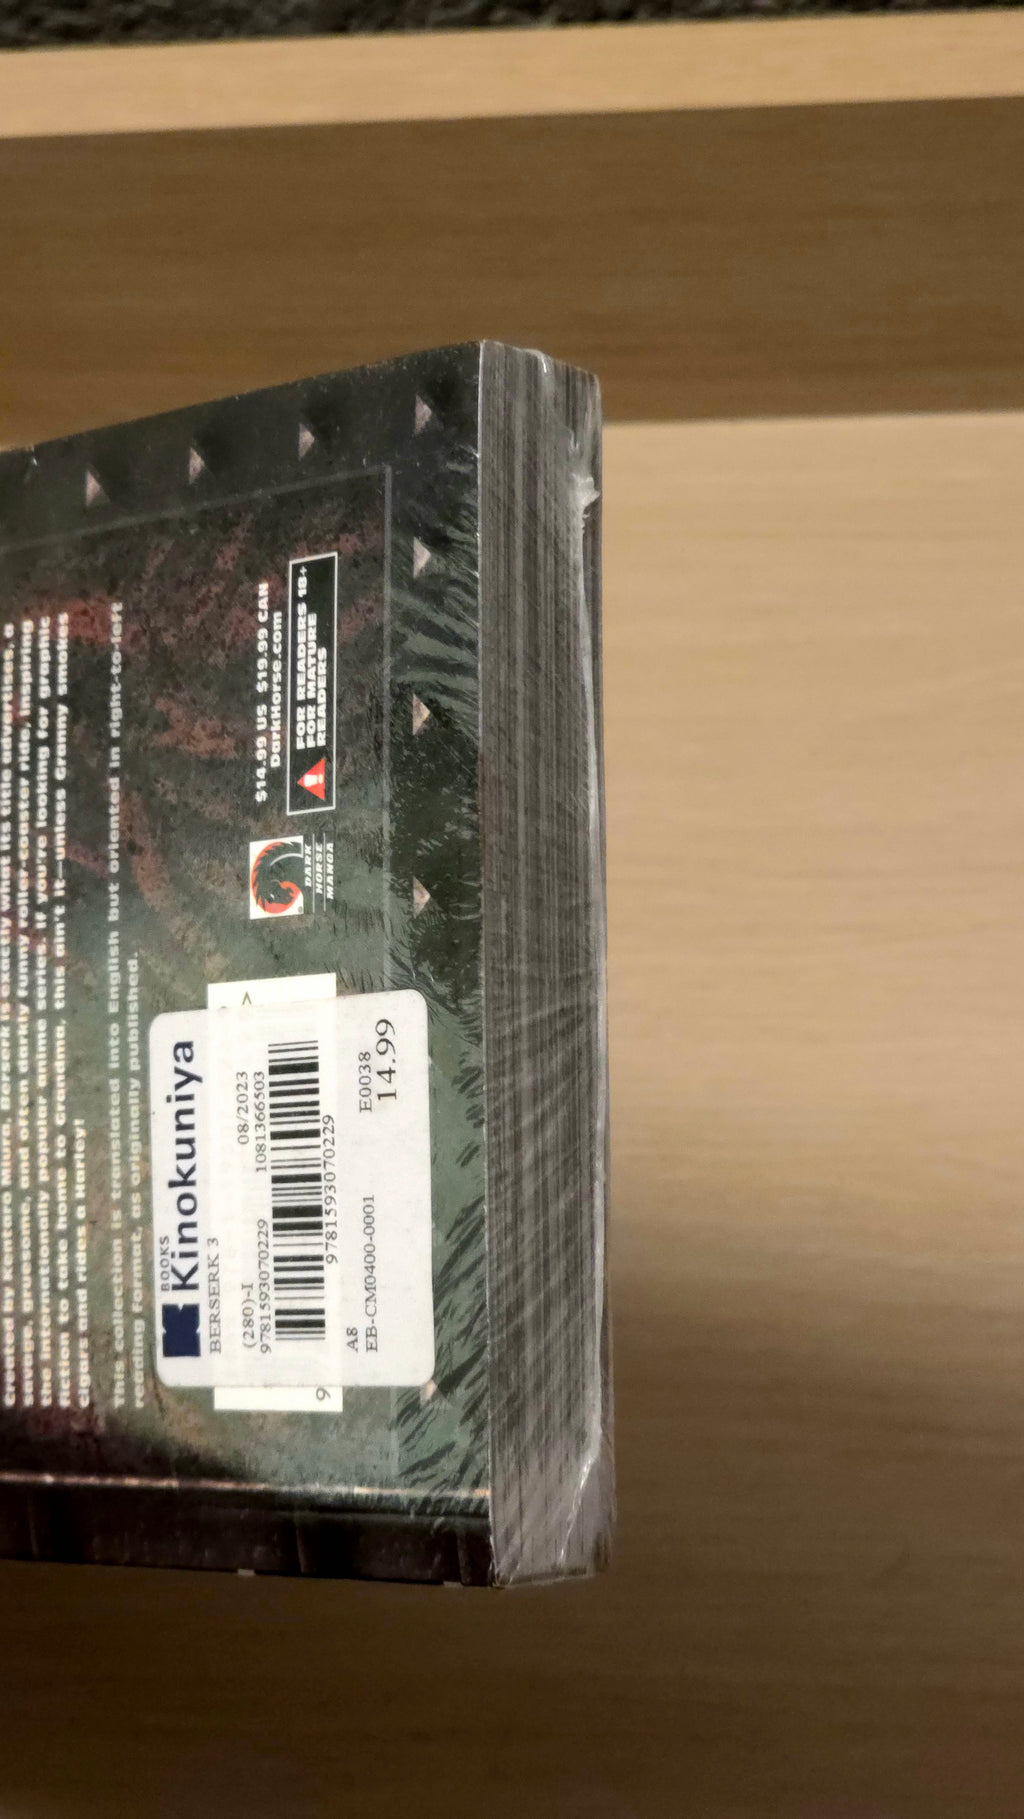 created by Kentaro Miura, Berserk is exactly what its title advertises, a
savage, gruesome, and often darkly funny roller-coaster ride, adapting
the internationally popular anime series. If you're looking for graphic
fiction to take home to Grandma, this ain't it—unless Granny smokes
cigars and rides a Harley!
This collection is translated into English but oriented in right-to-left
reading format, as originally published.
$14.99 US $19.99 CAN
DarkHorse.com
FOR READERS 18+
FOR MATURE
READERS
DARK
HORSE
MANGA
BOOKS
Kinokuniya
BERSERK 3
(280)-I 08/2023
9781593070229 1081366503
9781593070229
A8 E0038
EB-CM0400-0001 14.99
9
>